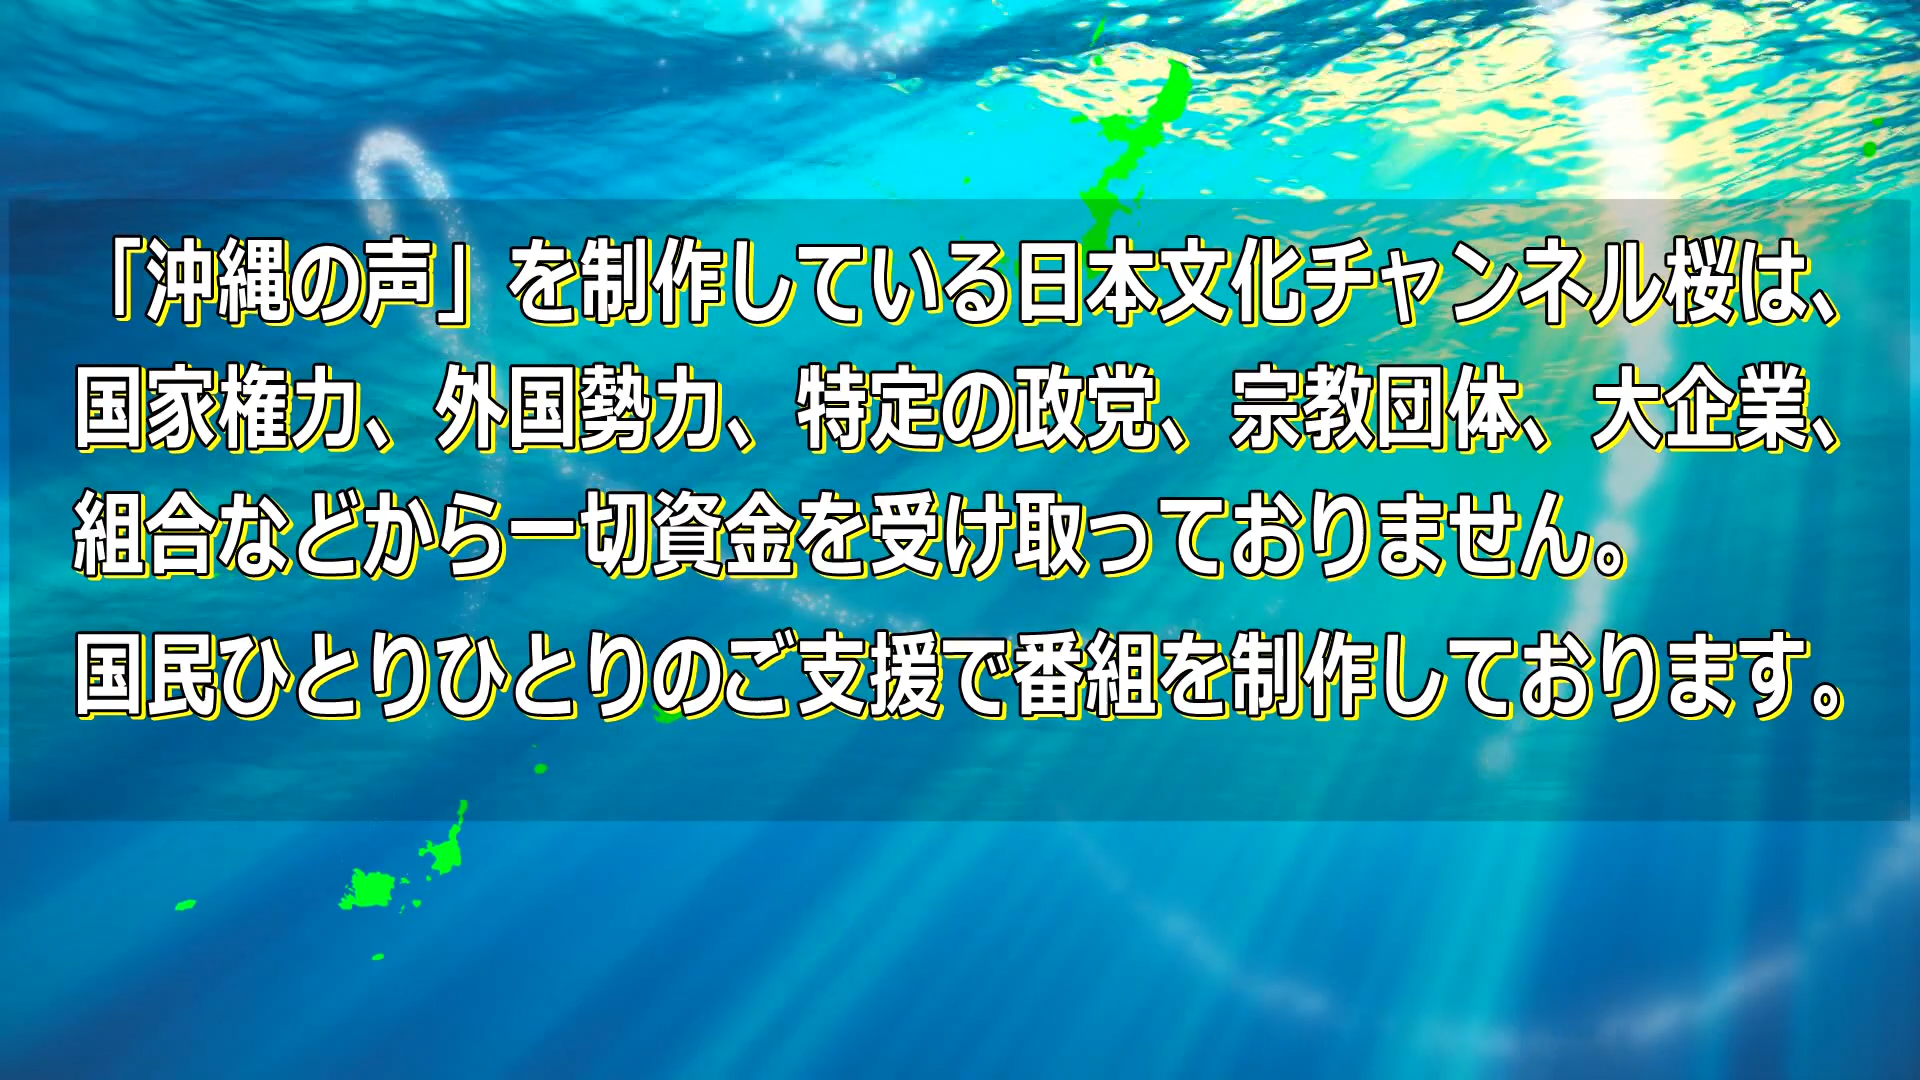 「沖縄の声」を制作している日本文化チャンネル桜は、
国家権力、外国勢力、特定の政党、宗教団体、大企業、
組合などから一切資金を受け取っておりません。
国民ひとりひとりのご支援で番組を制作しております。